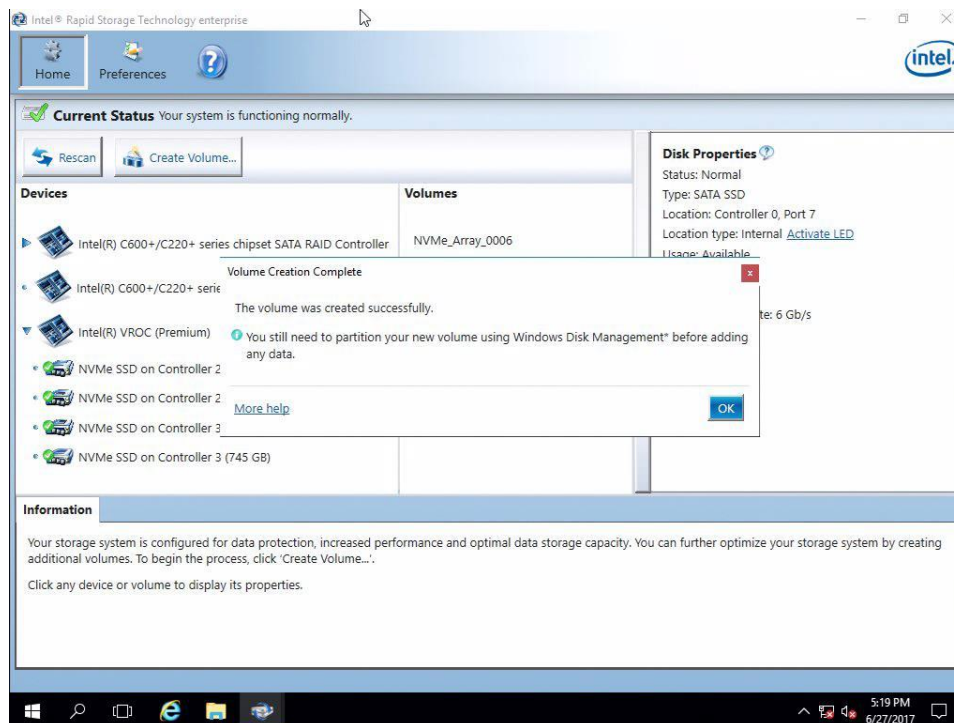 Intel® Rapid Storage Technology enterprise
Home
Preferences
intel
Current Status Your system is functioning normally.
Rescan
Create Volume...
Devices
Volumes
Intel(R) C600+/C220+ series chipset SATA RAID Controller
NVMe_Array_0006
Intel(R) C600+/C220+ serie
Intel(R) VROC (Premium)
NVMe SSD on Controller 2
NVMe SSD on Controller 2
NVMe SSD on Controller 3
NVMe SSD on Controller 3 (745 GB)
Disk Properties
Status: Normal
Type: SATA SSD
Location: Controller 0, Port 7
Location type: Internal Activate LED
Usage: Available
te: 6 Gb/s
Volume Creation Complete
x
The volume was created successfully.
You still need to partition your new volume using Windows Disk Management* before adding
any data.
More help
OK
Information
Your storage system is configured for data protection, increased performance and optimal data storage capacity. You can further optimize your storage system by creating
additional volumes. To begin the process, click 'Create Volume...'.
Click any device or volume to display its properties.
5:19 PM
6/27/2017